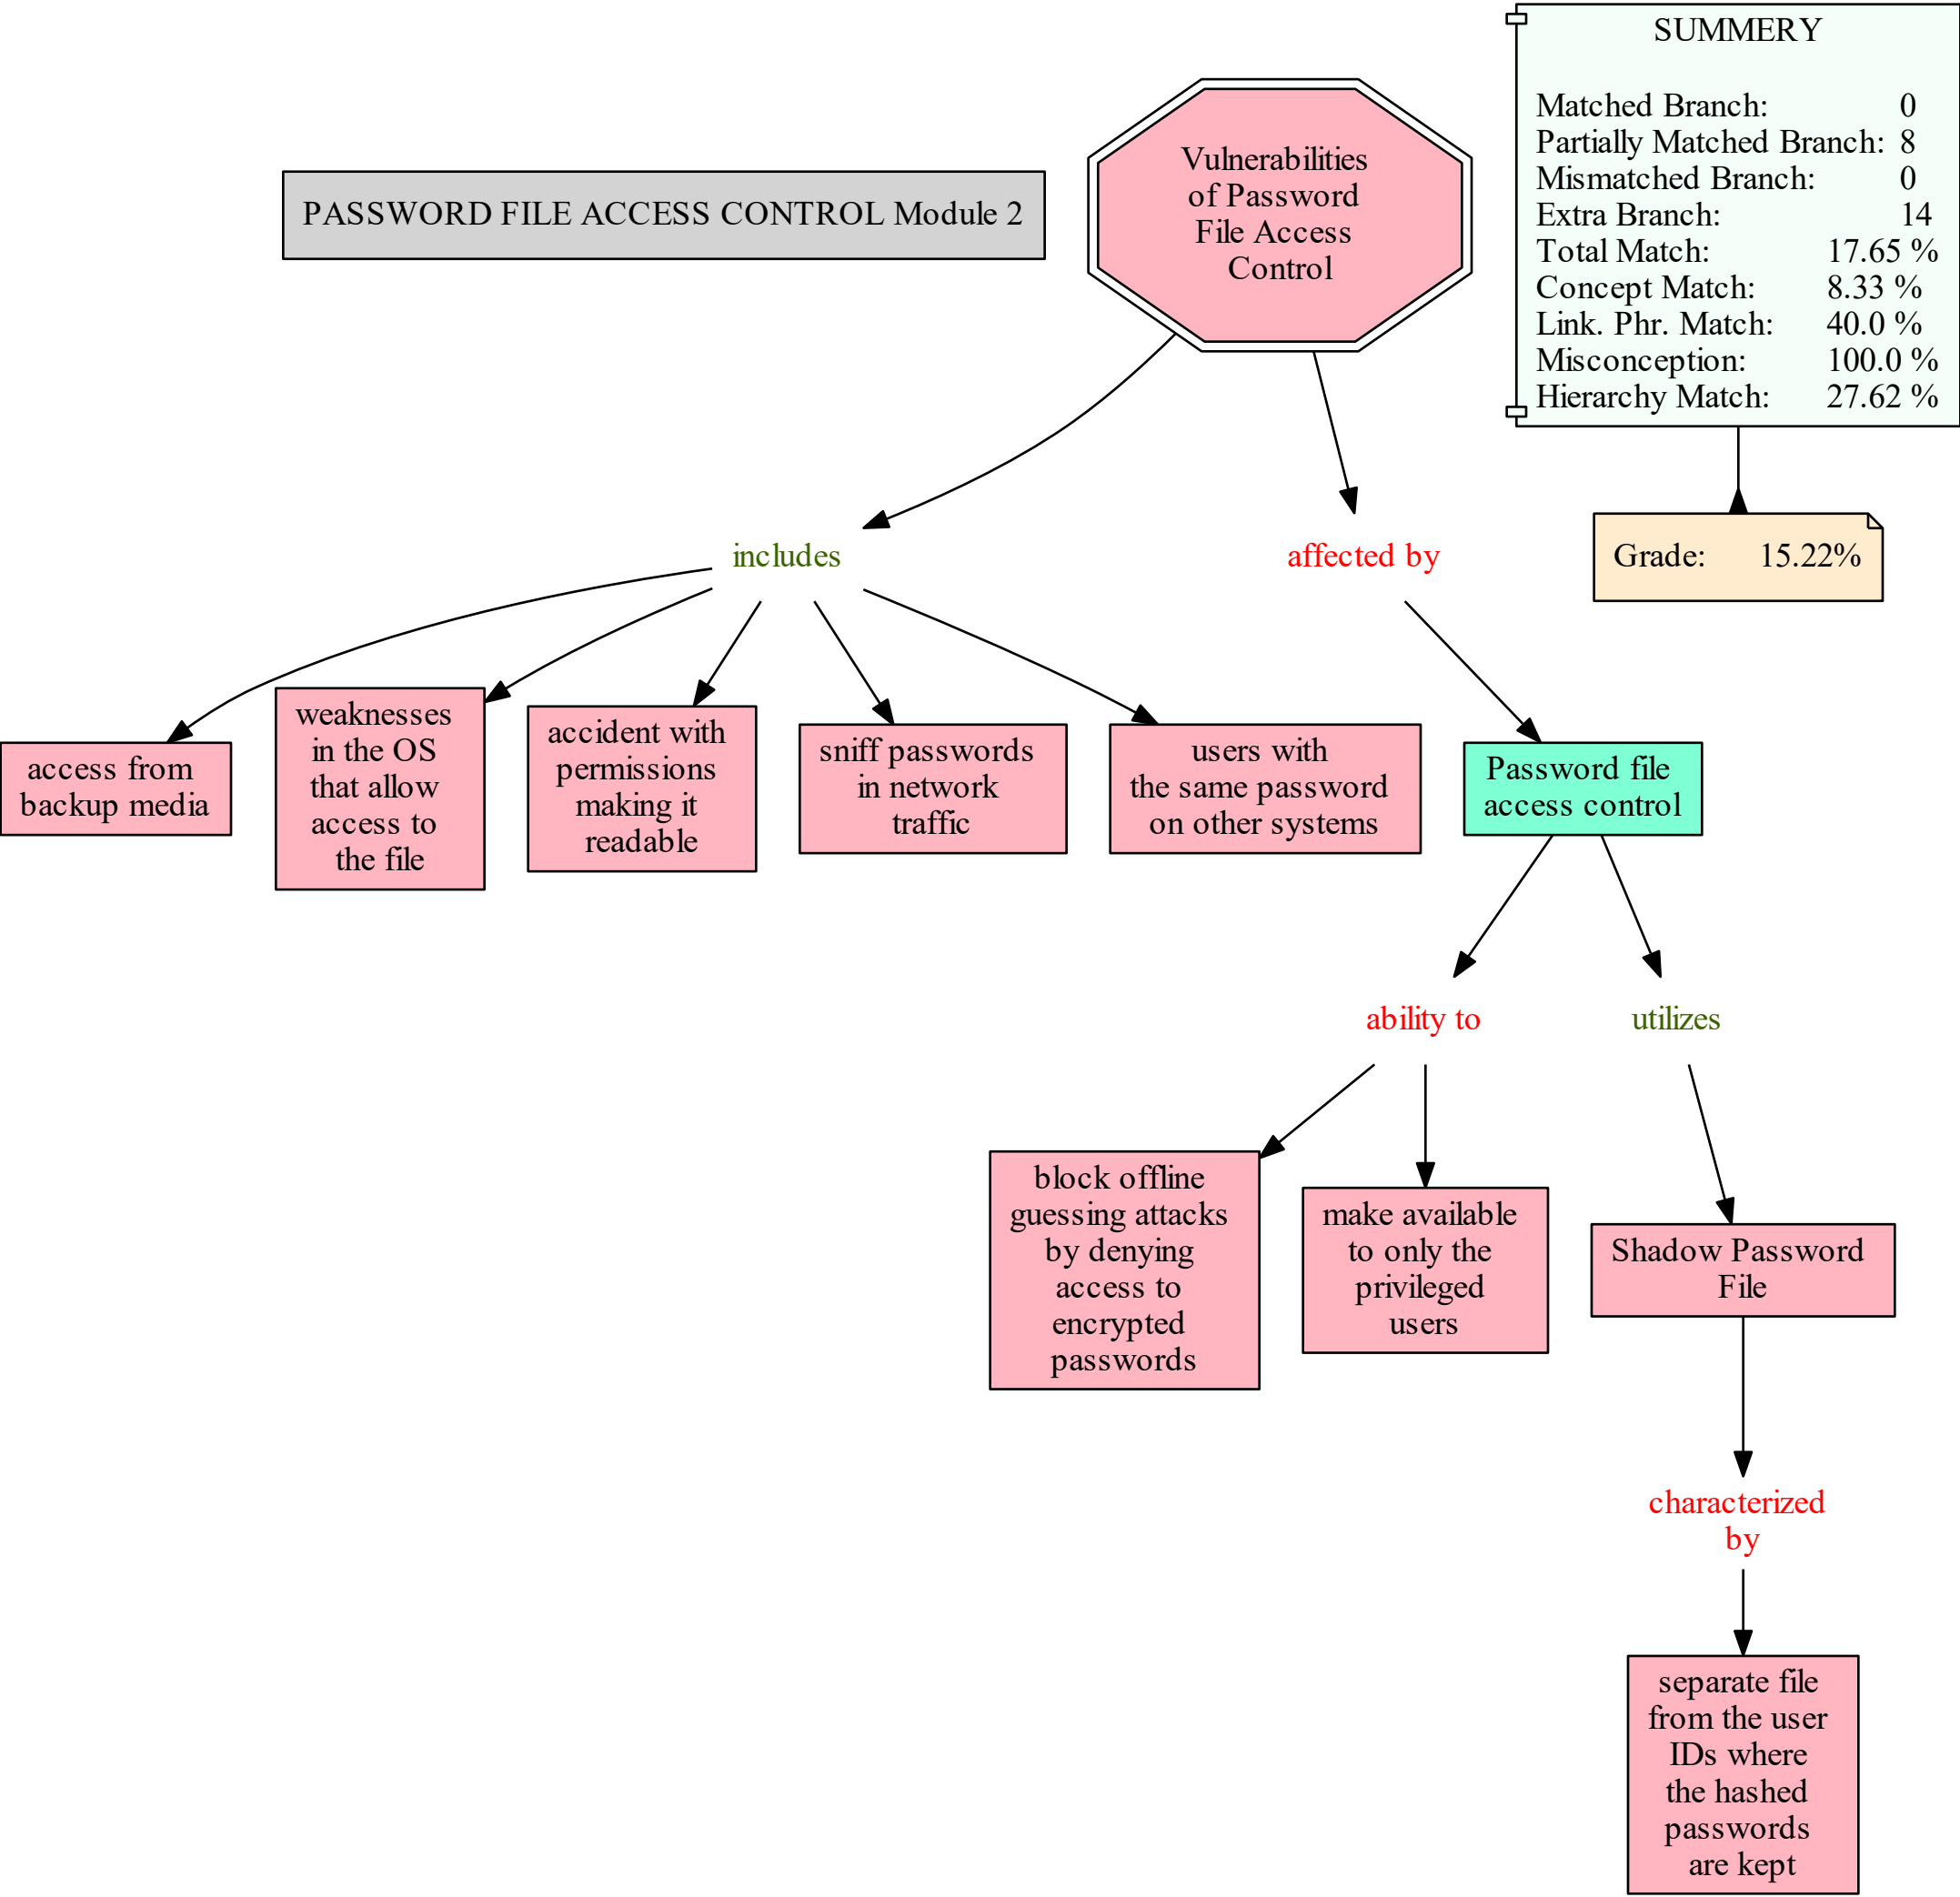 PASSWORD FILE ACCESS CONTROL Module 2
Vulnerabilities
of Password
File Access
Control
SUMMERY
Matched Branch: 0
Partially Matched Branch: 8
Mismatched Branch: 0
Extra Branch: 14
Total Match: 17.65 %
Concept Match: 8.33 %
Link. Phr. Match: 40.0 %
Misconception: 100.0 %
Hierarchy Match: 27.62 %
Grade: 15.22%
includes
affected by
access from
backup media
weaknesses
in the OS
that allow
access to
the file
accident with
permissions
making it
readable
sniff passwords
in network
traffic
users with
the same password
on other systems
Password file
access control
ability to
utilizes
block offline
guessing attacks
by denying
access to
encrypted
passwords
make available
to only the
privileged
users
Shadow Password
File
characterized
by
separate file
from the user
IDs where
the hashed
passwords
are kept